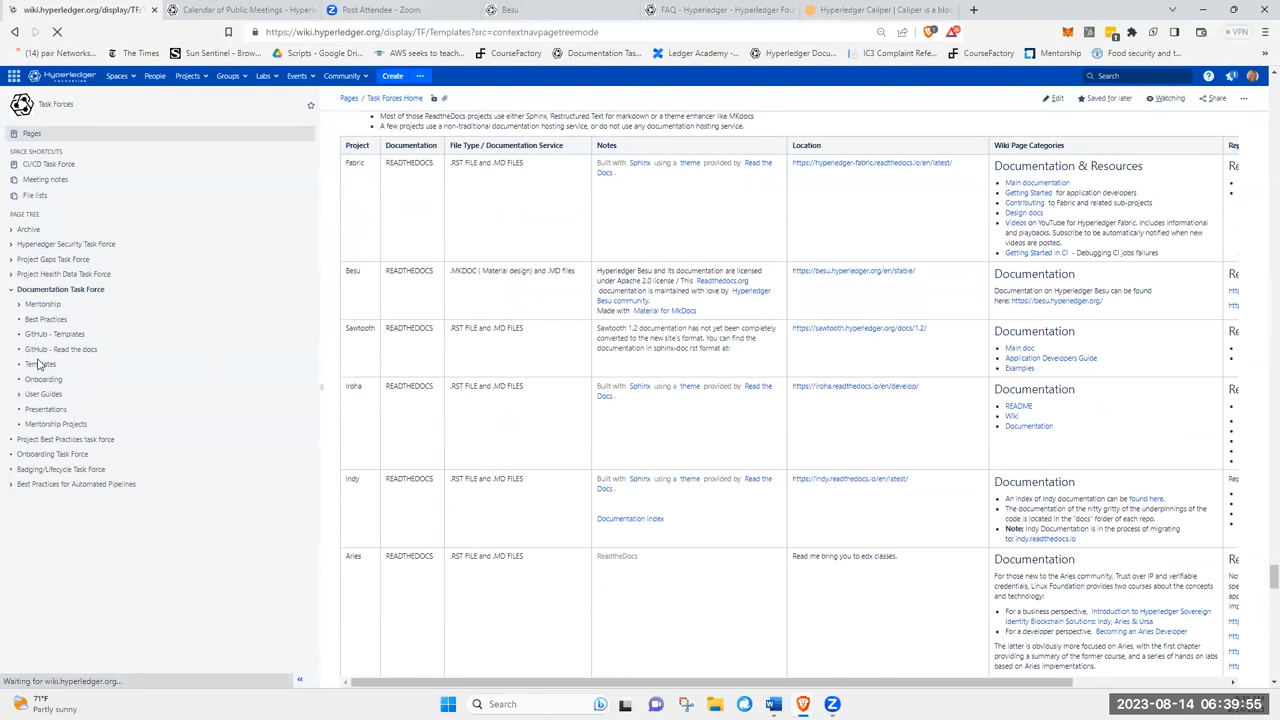 wiki.hyperledger.org/display/TF/T
Calendar of Public Meetings - Hyperle
Post Attendee - Zoom
Besu
FAQ - Hyperledger - Hyperledger Fou
Hyperledger Caliper | Caliper is a bloc
https://wiki.hyperledger.org/display/TF/Templates?src=contextnavpagetreemode
VPN
(14) pair Networks...
The Times
Sun Sentinel - Brow...
Scripts - Google Dri...
AWS seeks to teach...
CourseFactory
Documentation Tas...
Ledger Academy -...
Hyperledger Docu...
IC3 Complaint Refe...
CourseFactory
Mentorship
Food security and t...
HYPERLEDGER
FOUNDATION
Spaces
People
Projects
Groups
Labs
Events
Community
Create
Search
Task Forces
Pages / Task Forces Home
Edit
Saved for later
Watching
Share
Pages
SPACE SHORTCUTS
CI/CD Task Force
Meeting notes
File lists
PAGE TREE
Archive
Hyperledger Security Task Force
Project Gaps Task Force
Project Health Data Task Force
Documentation Task Force
Mentorship
Best Practices
GitHub - Templates
GitHub - Read the docs
Templates
Onboarding
User Guides
Presentations
Mentorship Projects
Project Best Practices task force
Onboarding Task Force
Badging/Lifecycle Task Force
Best Practices for Automated Pipelines
• Most of those ReadtheDocs projects use either Sphinx, Restructured Text for markdown or a theme enhancer like MKdocs
• A few projects use a non-traditional documentation hosting service, or do not use any documentation hosting service.
Project Documentation File Type / Documentation Service Notes Location Wiki Page Categories Rep
Fabric READTHEDOCS .RST FILE and .MD FILES
Built with Sphinx using a theme provided by Read the
Docs .
https://hyperledger-fabric.readthedocs.io/en/latest/
Documentation & Resources
Re
• Main documentation
• Getting Started for application developers
• Contributing to Fabric and related sub-projects
• Design docs
• Videos on YouTube for Hyperledger Fabric. Includes informational
and playbacks. Subscribe to be automatically notified when new
videos are posted.
• Getting Started in CI - Debugging CI jobs failures
Besu READTHEDOCS .MKDOC ( Material design) and .MD files
Hyperledger Besu and its documentation are licensed
under Apache 2.0 license / This Readthedocs.org
documentation is maintained with love by Hyperledger
Besu community.
Made with Material for MkDocs
https://besu.hyperledger.org/en/stable/
Documentation
Re
Documentation on Hyperledger Besu can be found
here: https://besu.hyperledger.org/
http
http
Sawtooth READTHEDOCS .RST FILE and .MD FILES
Sawtooth 1.2 documentation has not yet been completely
converted to the new site's format. You can find the
documentation in sphinx-doc rst format at:
https://sawtooth.hyperledger.org/docs/1.2/
Documentation
Re
• Main doc
• Application Developers Guide
• Examples
Iroha READTHEDOCS .RST FILE and .MD FILES
Built with Sphinx using a theme provided by Read the
Docs .
https://iroha.readthedocs.io/en/develop/
Documentation
Re
• README
• Wiki
• Documentation
Indy READTHEDOCS .RST FILE and .MD FILES
Built with Sphinx using a theme provided by Read the
Docs .
Documentation Index
https://indy.readthedocs.io/en/latest/
Documentation
Rep
• An index of Indy documentation can be found here.
• The documentation of the nitty gritty of the underpinnings of the
code is located in the "docs" folder of each repo.
• Note: Indy Documentation is in the process of migrating
to: indy.readthedocs.io
Aries READTHEDOCS .RST FILE and .MD FILES ReadtheDocs Read me bring you to edx classes.
Documentation
Re
For those new to the Aries community, Trust over IP and verifiable
credentials, Linux Foundation provides two courses about the concepts
and technology:
• For a business perspective, Introduction to Hyperledger Sovereign
Identity Blockchain Solutions: Indy, Aries & Ursa
• For a developer perspective, Becoming an Aries Developer
The latter is obviously more focused on Aries, with the first chapter
providing a summary of the former course, and a series of hands on labs
based on Aries implementations.
Waiting for wiki.hyperledger.org...
71°F
Partly sunny
Search
2023-08-14 06:39:55